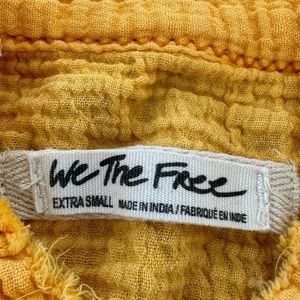 We The Free
EXTRA SMALL MADE IN INDIA / FABRIQUÉ EN INDE